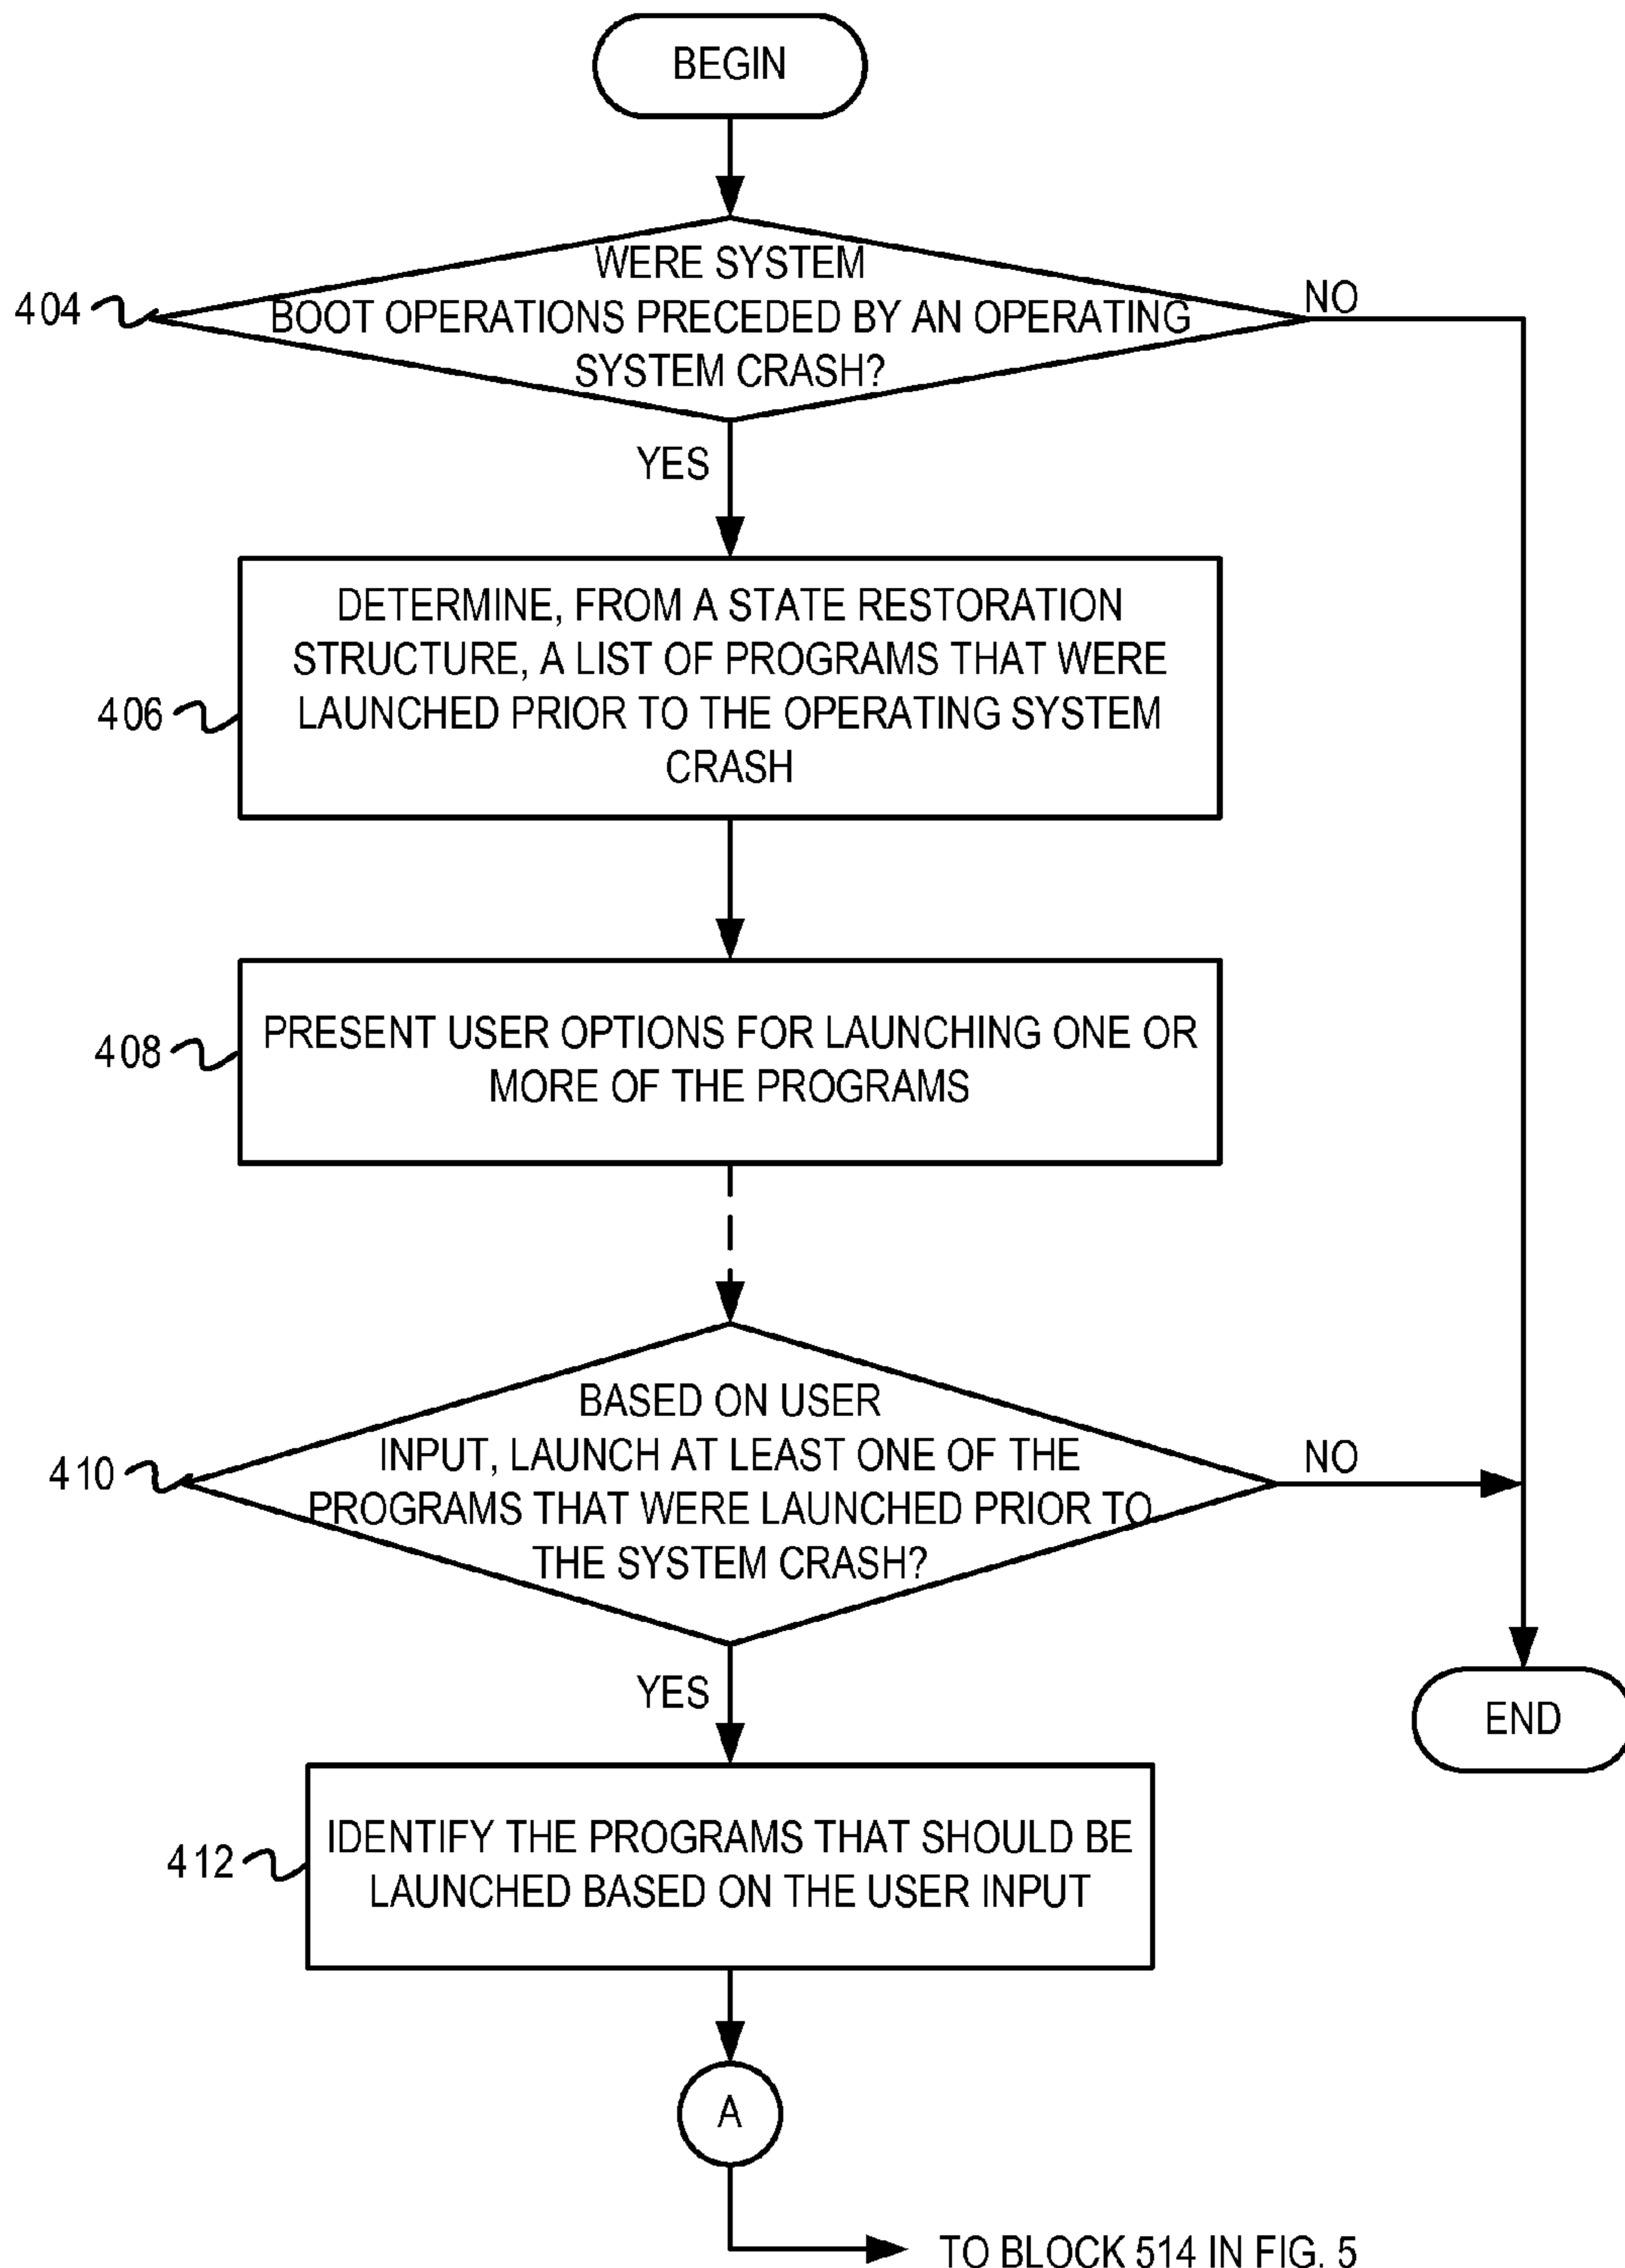 BEGIN
WERE SYSTEM
BOOT OPERATIONS PRECEDED BY AN OPERATING
SYSTEM CRASH?
404
NO
YES
DETERMINE, FROM A STATE RESTORATION
STRUCTURE, A LIST OF PROGRAMS THAT WERE
LAUNCHED PRIOR TO THE OPERATING SYSTEM
CRASH
406
PRESENT USER OPTIONS FOR LAUNCHING ONE OR
MORE OF THE PROGRAMS
408
BASED ON USER
INPUT, LAUNCH AT LEAST ONE OF THE
PROGRAMS THAT WERE LAUNCHED PRIOR TO
THE SYSTEM CRASH?
410
NO
YES
END
IDENTIFY THE PROGRAMS THAT SHOULD BE
LAUNCHED BASED ON THE USER INPUT
412
A
TO BLOCK 514 IN FIG. 5